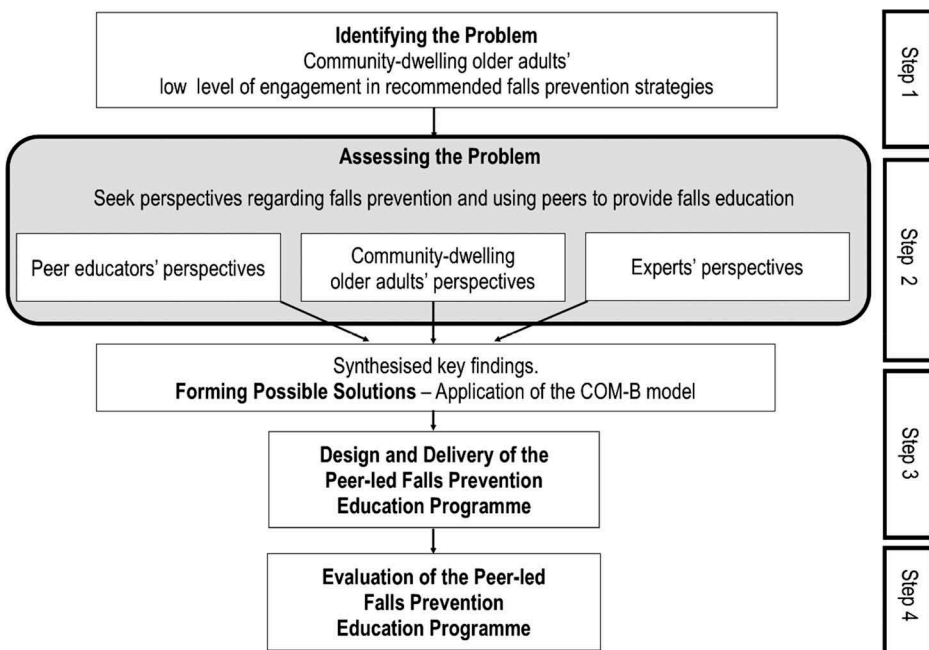 Identifying the Problem
Community-dwelling older adults'
low level of engagement in recommended falls prevention strategies
Step 1
Assessing the Problem
Seek perspectives regarding falls prevention and using peers to provide falls education
Peer educators' perspectives
Community-dwelling
older adults' perspectives
Experts' perspectives
Step 2
Synthesised key findings.
Forming Possible Solutions – Application of the COM-B model
Design and Delivery of the
Peer-led Falls Prevention
Education Programme
Step 3
Evaluation of the Peer-led
Falls Prevention
Education Programme
Step 4